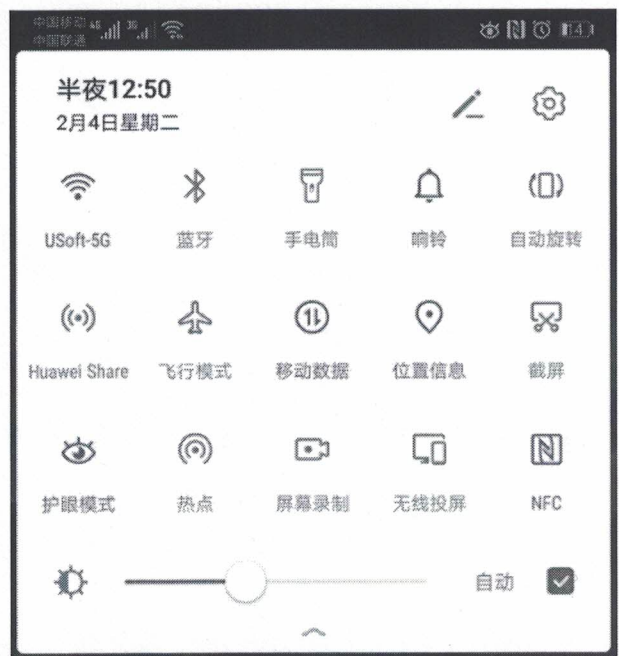 中国移动 4G 3G
中国联通
半夜12:50
2月4日星期二
USoft-5G 蓝牙 手电筒 响铃 自动旋转
Huawei Share 飞行模式 移动数据 位置信息 截屏
护眼模式 热点 屏幕录制 无线投屏 NFC
自动